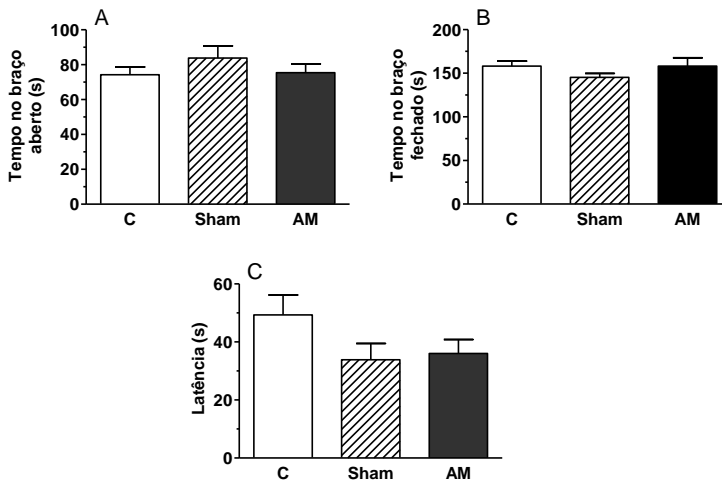 A
Tempo no braço
aberto (s)
100
80
60
40
20
0
C Sham AM
B
Tempo no braço
fechado (s)
200
150
100
50
0
C Sham AM
C
Latência (s)
60
40
20
0
C Sham AM